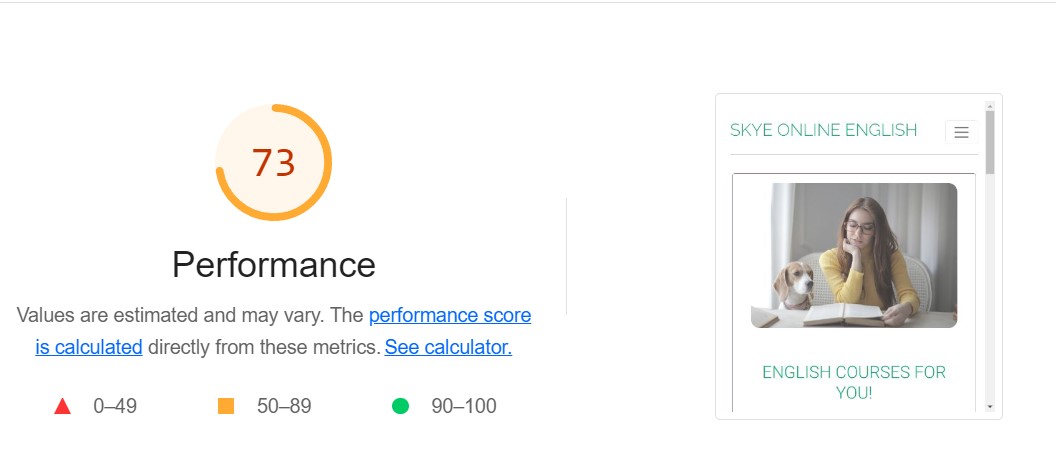 73
Performance
Values are estimated and may vary. The performance score
is calculated directly from these metrics. See calculator.
0–49
50–89
90–100
SKYE ONLINE ENGLISH
ENGLISH COURSES FOR
YOU!